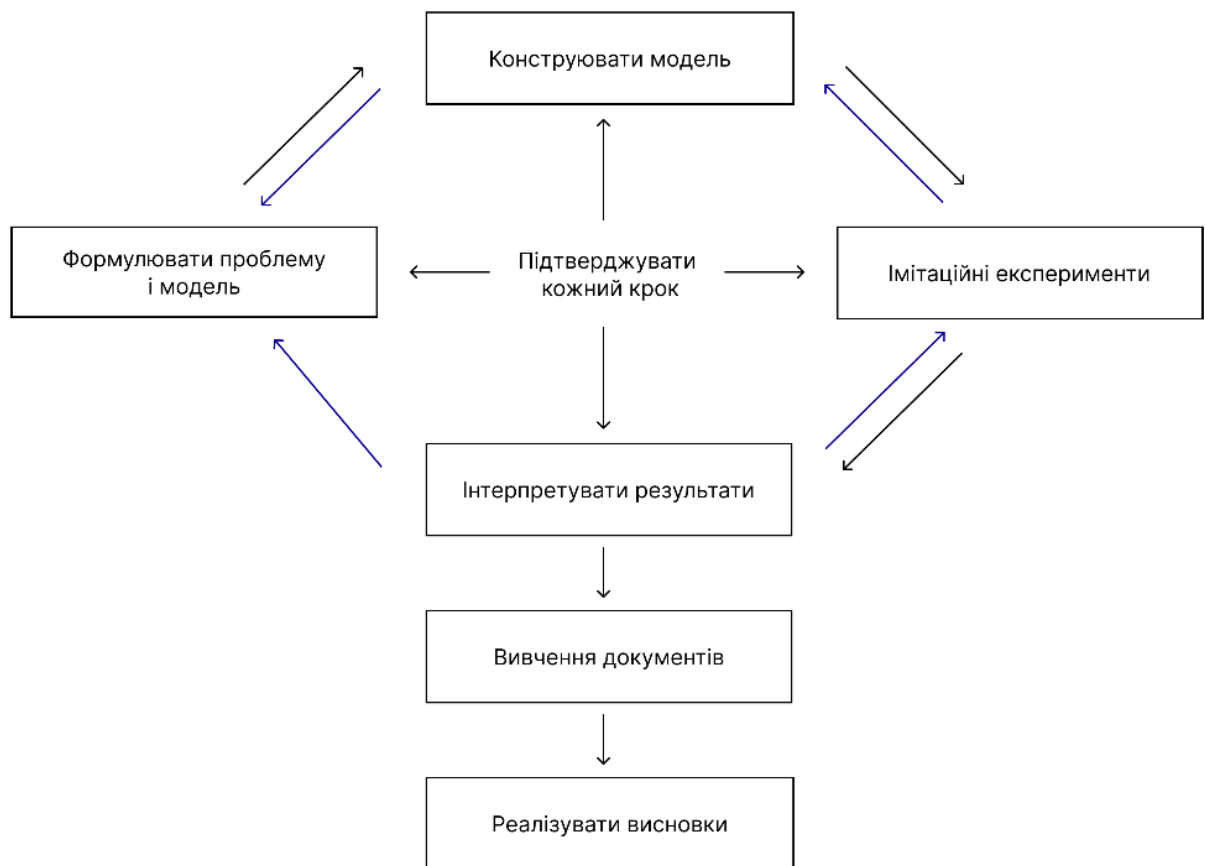 Конструювати модель
Формулювати проблему
і модель
Підтверджувати
кожний крок
Імітаційні експерименти
Інтерпретувати результати
Вивчення документів
Реалізувати висновки